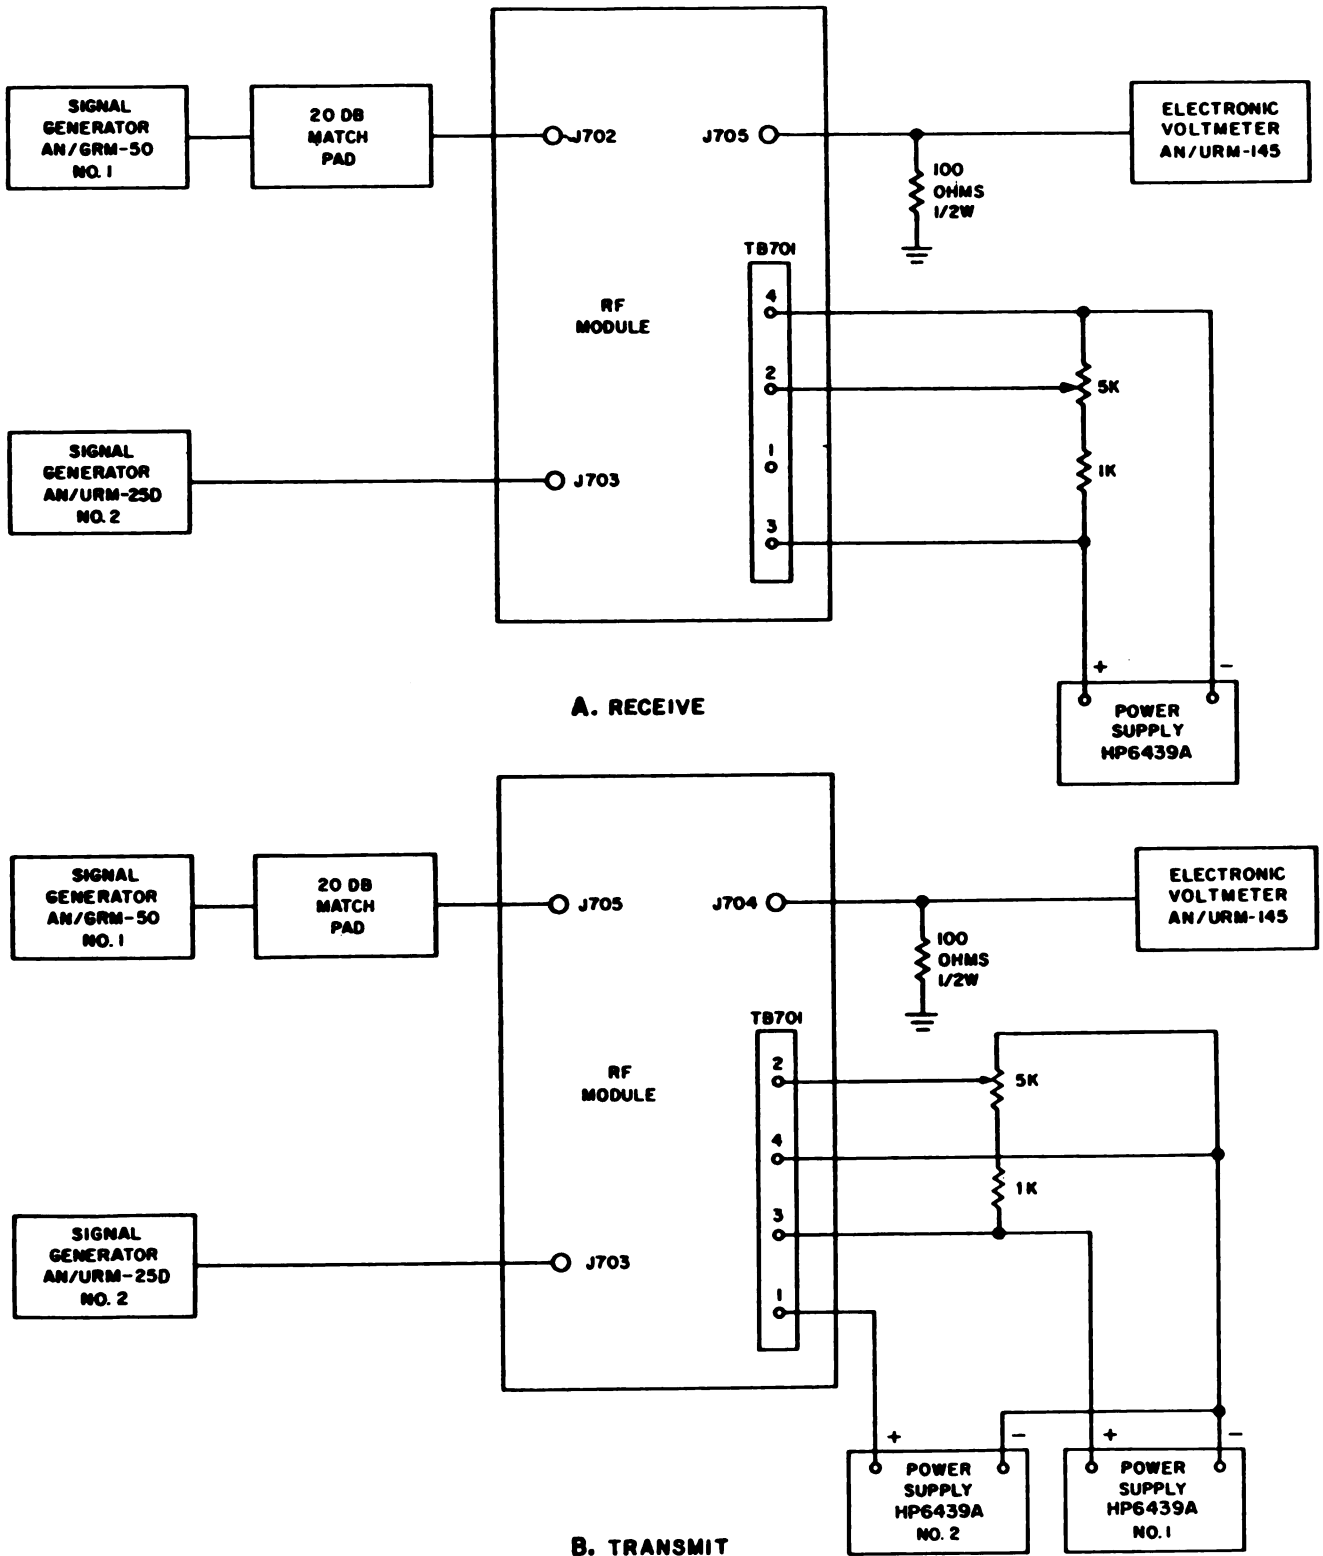 SIGNAL
GENERATOR
AN/GRM-50
NO. 1
20 DB
MATCH
PAD
J702
J705
ELECTRONIC
VOLTMETER
AN/URM-145
100
OHMS
1/2W
TB701
4
RF
MODULE
2
5K
SIGNAL
GENERATOR
AN/URM-25D
NO. 2
J703
1
1K
3
+
-
POWER
SUPPLY
HP6439A
A. RECEIVE
SIGNAL
GENERATOR
AN/GRM-50
NO. 1
20 DB
MATCH
PAD
J705
J704
ELECTRONIC
VOLTMETER
AN/URM-145
100
OHMS
1/2W
TB701
RF
MODULE
2
5K
4
1K
3
SIGNAL
GENERATOR
AN/URM-25D
NO. 2
J703
1
+
-
+
-
POWER
SUPPLY
HP6439A
NO. 2
POWER
SUPPLY
HP6439A
NO. 1
B. TRANSMIT